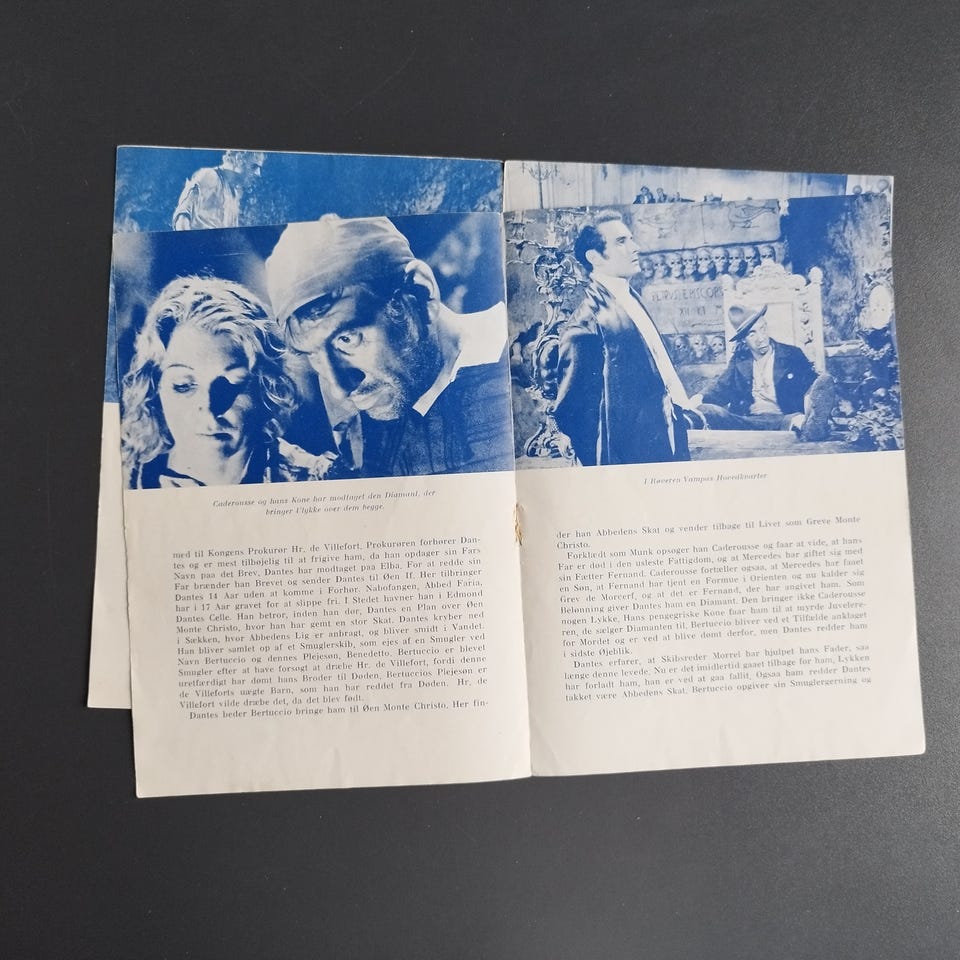 Caderousse og hans Kone har modtaget den Diamant, der
bringer Ulykke over dem begge.
med til Kongens Prokurør Hr. de Villefort. Prokurøren forhører Dan-
tes og er mest tilbøjelig til at frigive ham, da han opdager sin Fars
Navn paa det Brev, Dantes har modtaget paa Elba. For at redde sin
Far brænder han Brevet og sender Dantes til Øen If. Her tilbringer
Dantes 14 Aar uden at komme i Forhør. Nabofangen, Abbed Faria,
har i 17 Aar gravet for at slippe fri. I Stedet havner han i Edmond
Dantes Celle. Han betror, inden han dør, Dantes en Plan over Øen
Monte Christo, hvor han har gemt en stor Skat. Dantes kryber ned
i Sækken, hvor Abbedens Lig er anbragt, og bliver smidt i Vandet.
Han bliver samlet op af et Smuglerskib, som ejes af en Smugler ved
Navn Bertuccio og dennes Plejesøn, Benedetto. Bertuccio er blevet
Smugler efter at have forsøgt at dræbe Hr. de Villefort, fordi denne
uretfærdigt har dømt hans Broder til Døden. Bertuccios Plejesøn er
de Villeforts uægte Barn, som han har reddet fra Døden. Hr. de
Villefort vilde dræbe det, da det blev født.
Dantes beder Bertuccio bringe ham til Øen Monte Christo. Her fin-
PETRUS EPISCOPS
XII
I Røveren Vampas Hovedkvarter
der han Abbedens Skat og vender tilbage til Livet som Greve Monte
Christo.
Forklædt som Munk opsøger han Caderousse og faar at vide, at hans
Far er død i den usleste Fattigdom, og at Mercedes har giftet sig med
sin Fætter Fernand. Caderousse fortæller ogsaa, at Mercedes har faaet
en Søn, at Fernand har tjent en Formue i Orienten og nu kalder sig
Grev de Morcerf, og at det er Fernand, der har angivet ham. Som
Belønning giver Dantes ham en Diamant. Den bringer ikke Caderousse
nogen Lykke. Hans pengegriske Kone faar ham til at myrde Juvelere-
ren, de sælger Diamanten til. Bertuccio bliver ved et Tilfælde anklaget
for Mordet og er ved at blive dømt derfor, men Dantes redder ham
i sidste Øjeblik.
Dantes erfarer, at Skibsreder Morrel har hjulpet hans Fader, saa
længe denne levede. Nu er det imidlertid gaaet tilbage for ham, Lykken
har forladt ham, han er ved at gaa fallit. Ogsaa ham redder Dantes
takket være Abbedens Skat. Bertuccio opgiver sin Smuglergerning og